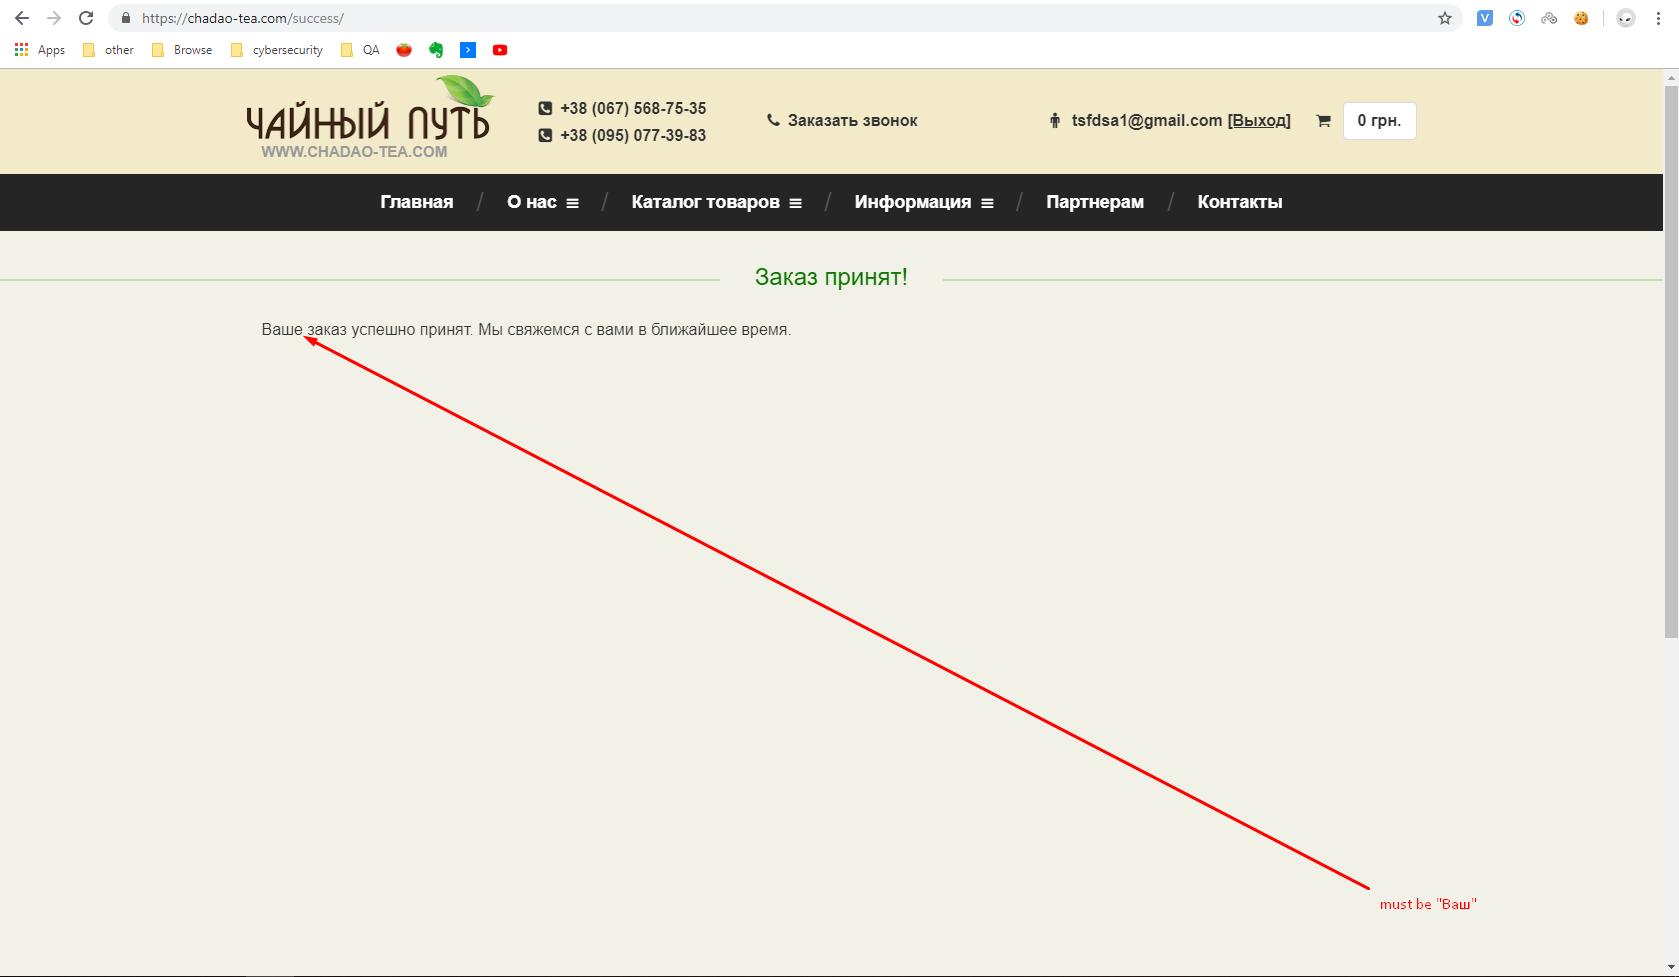 https://chadao-tea.com/success/
Apps other Browse cybersecurity QA
ЧАЙНЫЙ ПУТЬ
WWW.CHADAO-TEA.COM
+38 (067) 568-75-35
+38 (095) 077-39-83
Заказать звонок
tsfdsa1@gmail.com [Выход]
0 грн.
Главная / О нас / Каталог товаров / Информация / Партнерам / Контакты
Заказ принят!
Ваше заказ успешно принят. Мы свяжемся с вами в ближайшее время.
must be "Ваш"